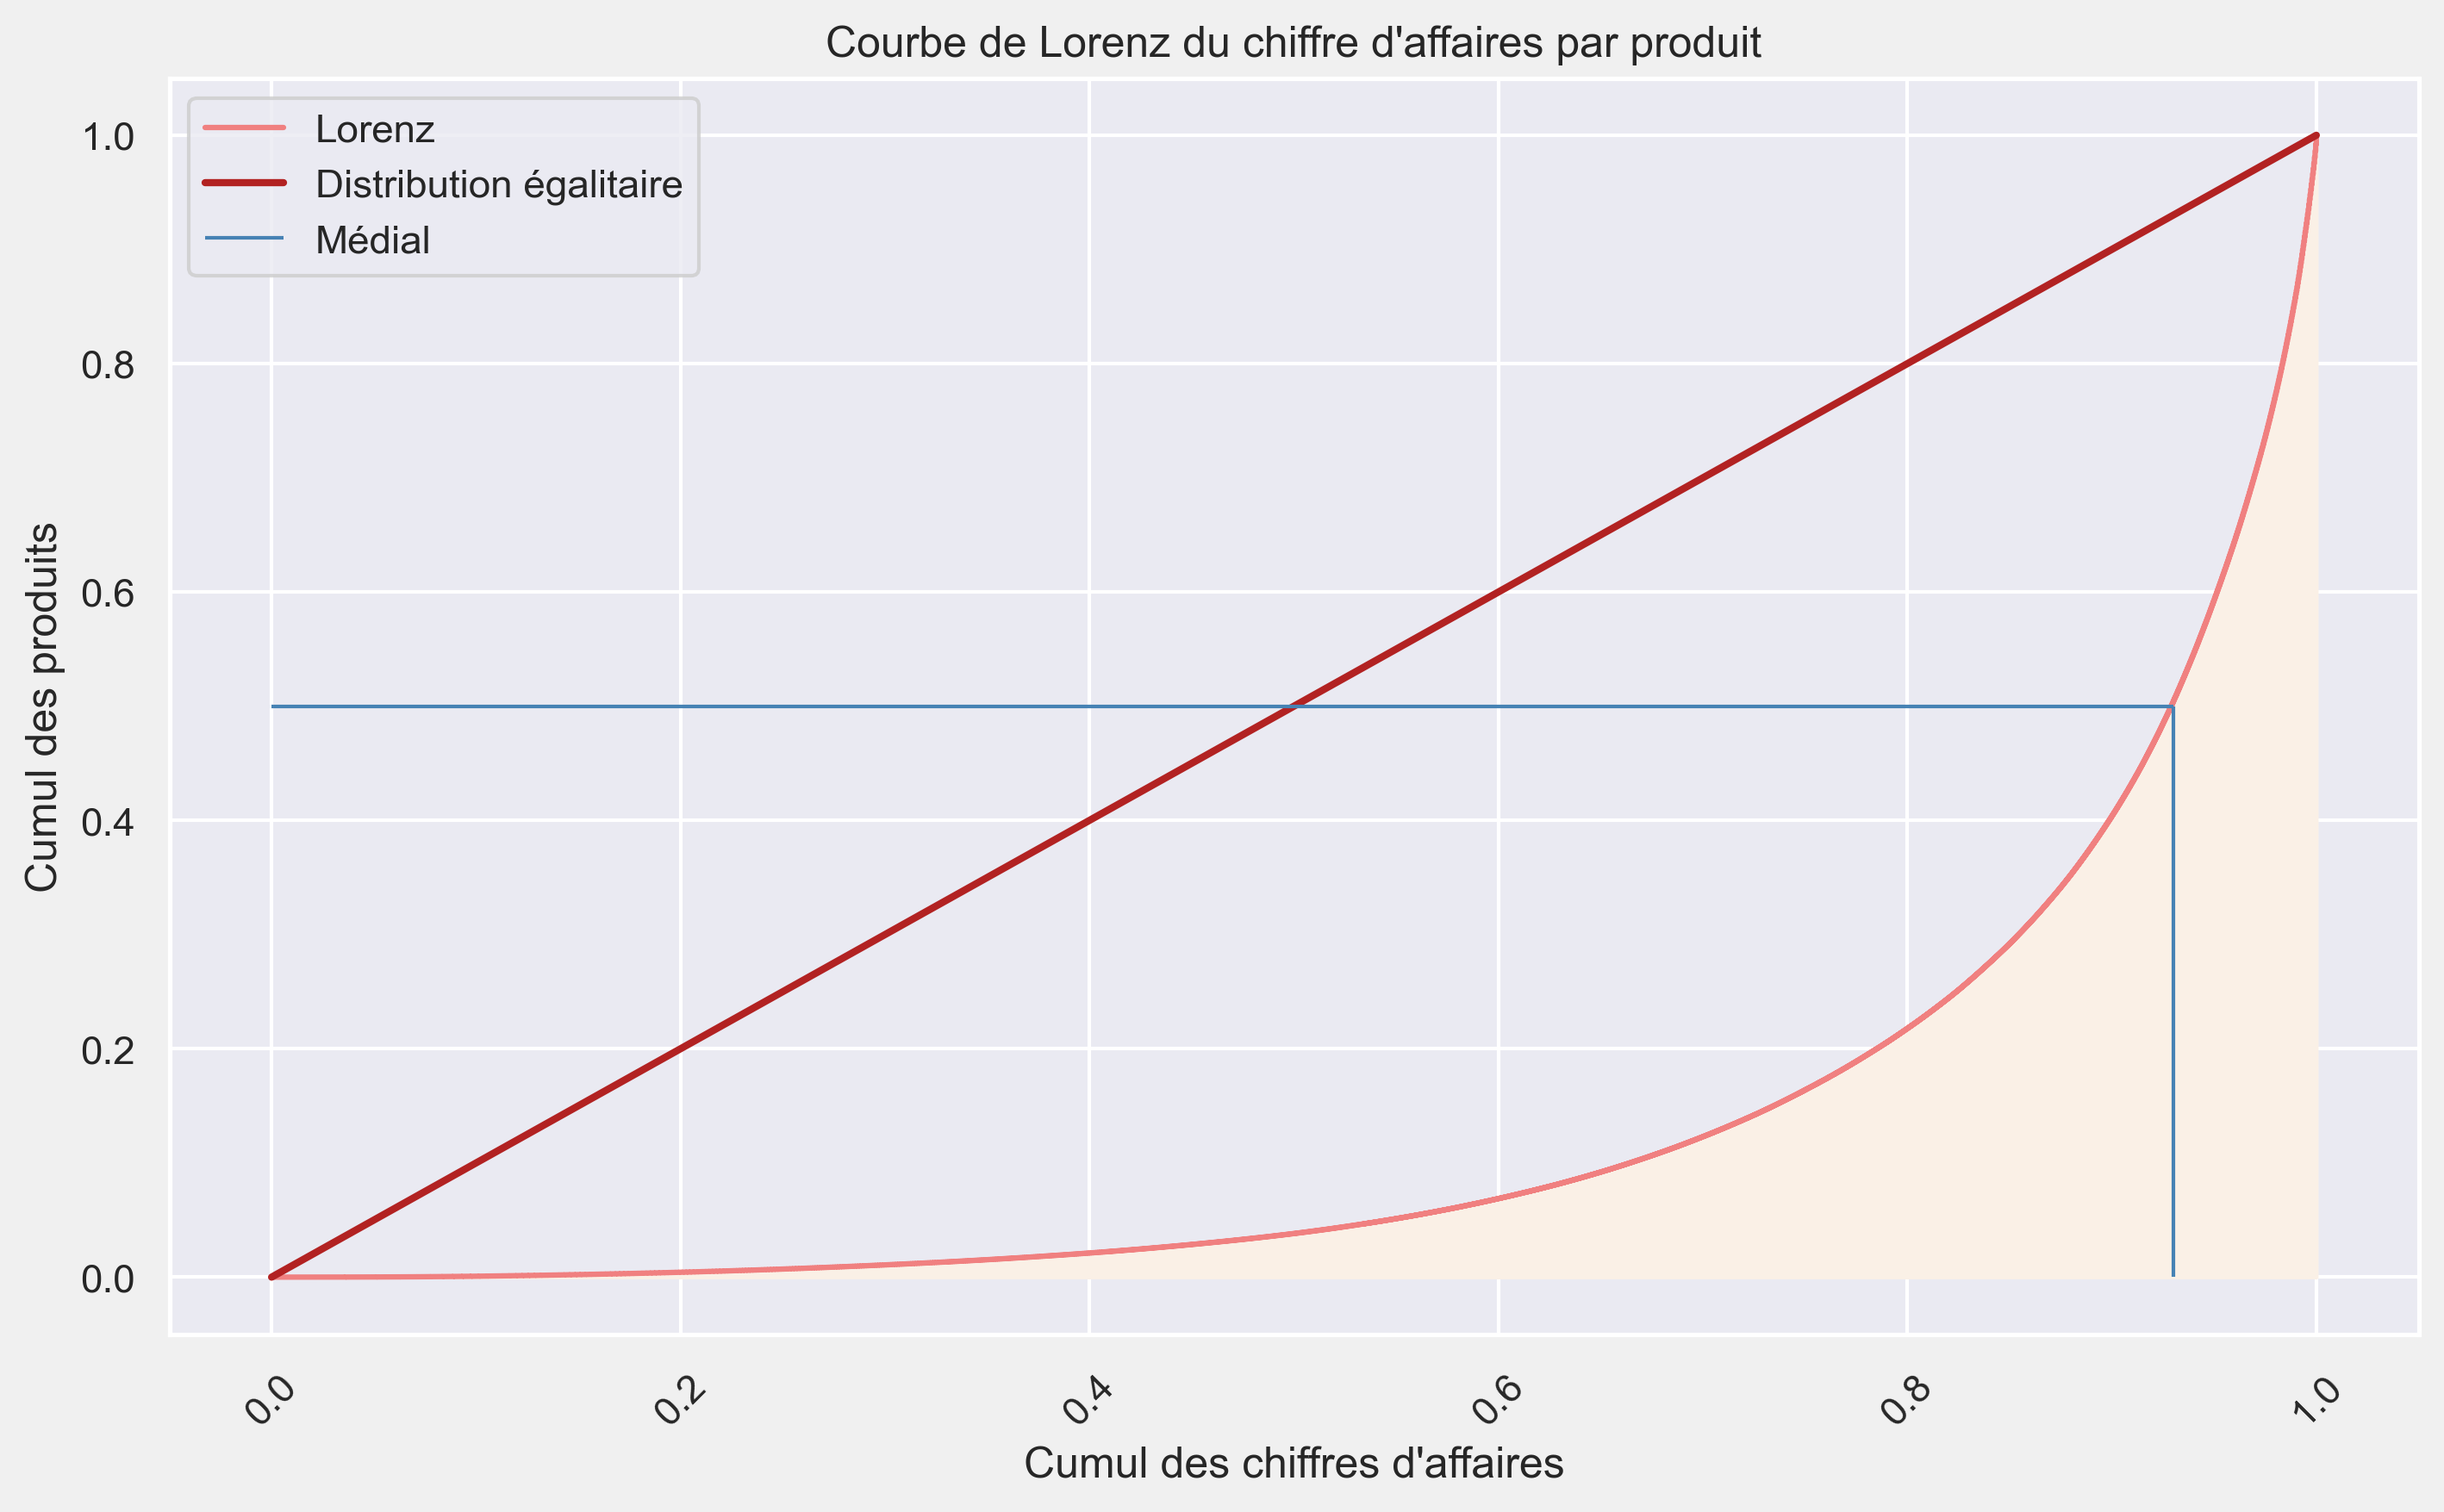 Courbe de Lorenz du chiffre d'affaires par produit
Lorenz
Distribution égalitaire
Médial
Cumul des produits
1.0
0.8
0.6
0.4
0.2
0.0
0.0
0.2
0.4
0.6
0.8
1.0
Cumul des chiffres d'affaires